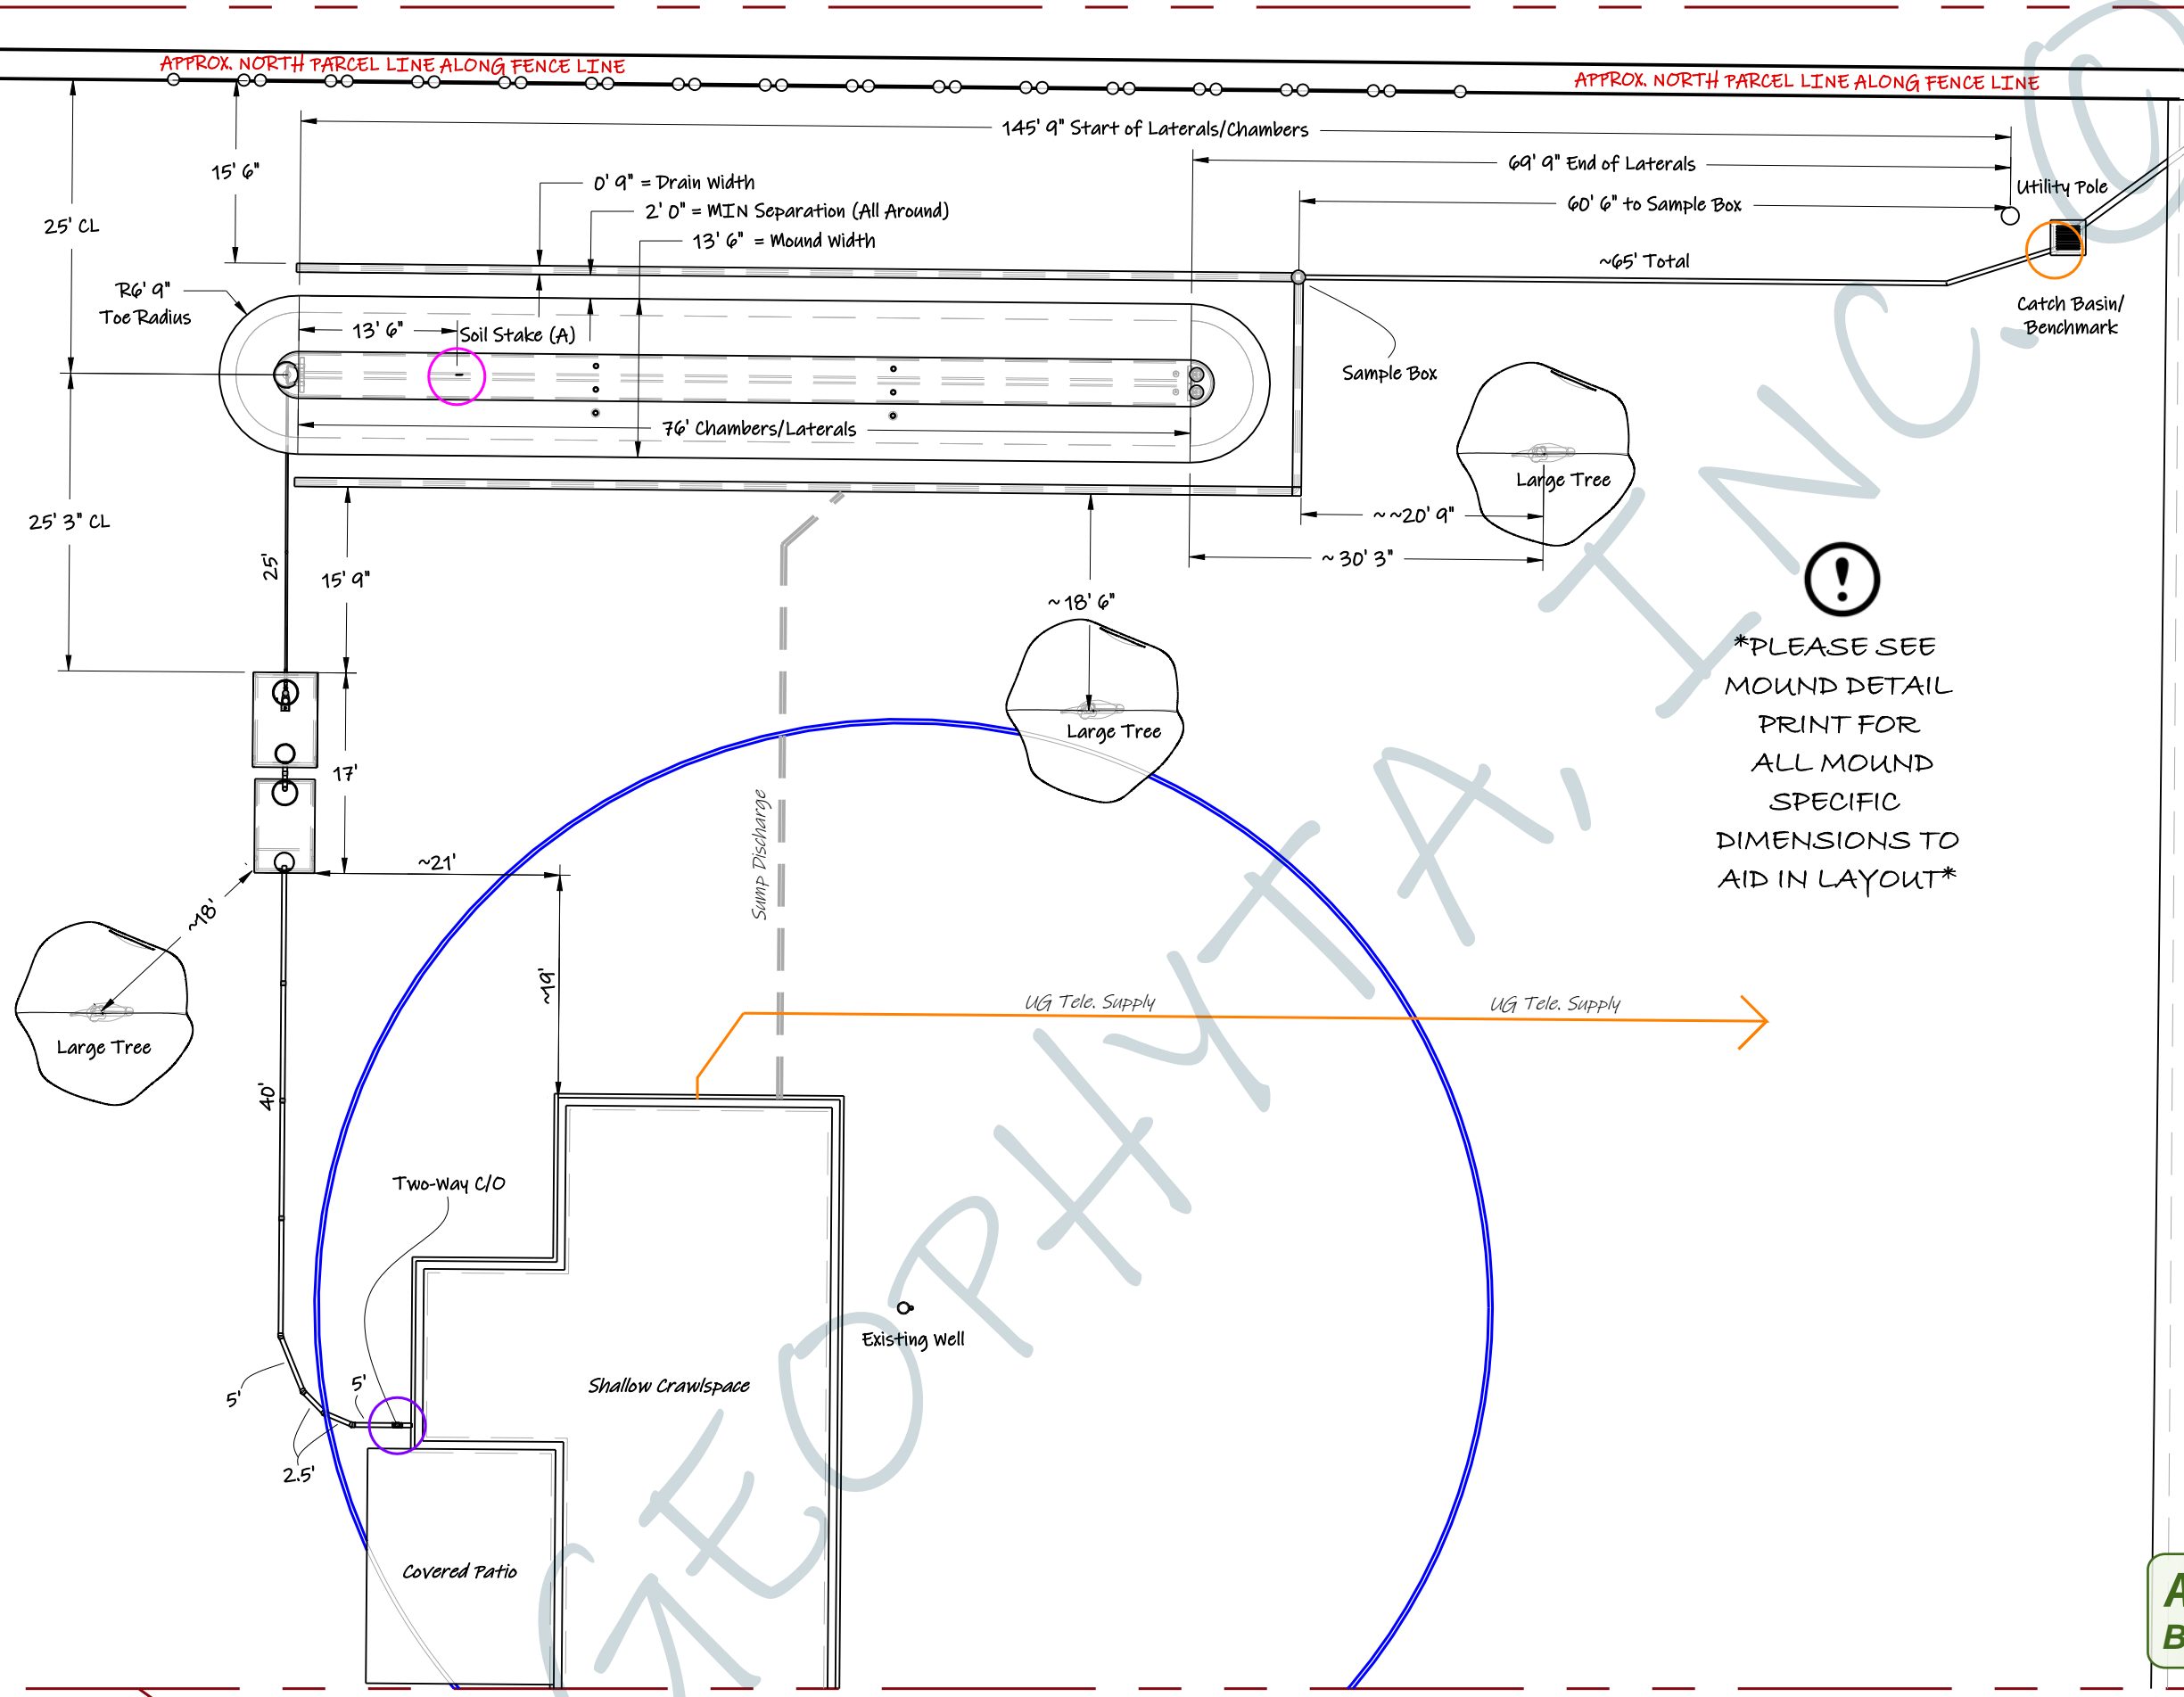 APPROX. NORTH PARCEL LINE ALONG FENCE LINE
APPROX. NORTH PARCEL LINE ALONG FENCE LINE
145' 9" Start of Laterals/Chambers
69' 9" End of Laterals
15' 6"
0' 9" = Drain Width
Utility Pole
2' 0" = MIN Separation (All Around)
60' 6" to Sample Box
25' CL
13' 6" = Mound Width
~65' Total
R6' 9"
Toe Radius
Catch Basin/
Benchmark
13' 6"
Soil Stake (A)
Sample Box
76' Chambers/Laterals
Large Tree
25' 3" CL
~~20' 9"
~ 30' 3"
25'
15' 9"
~ 18' 6"
!
*PLEASE SEE
MOUND DETAIL
PRINT FOR
ALL MOUND
SPECIFIC
DIMENSIONS TO
AID IN LAYOUT*
Large Tree
17'
Sump Discharge
~21'
~18'
~19'
UG Tele. Supply
UG Tele. Supply
Large Tree
40'
Two-Way C/O
Existing Well
Shallow Crawlspace
5'
5'
2.5'
Covered Patio
GEOPHYTA, INC.©
A
B